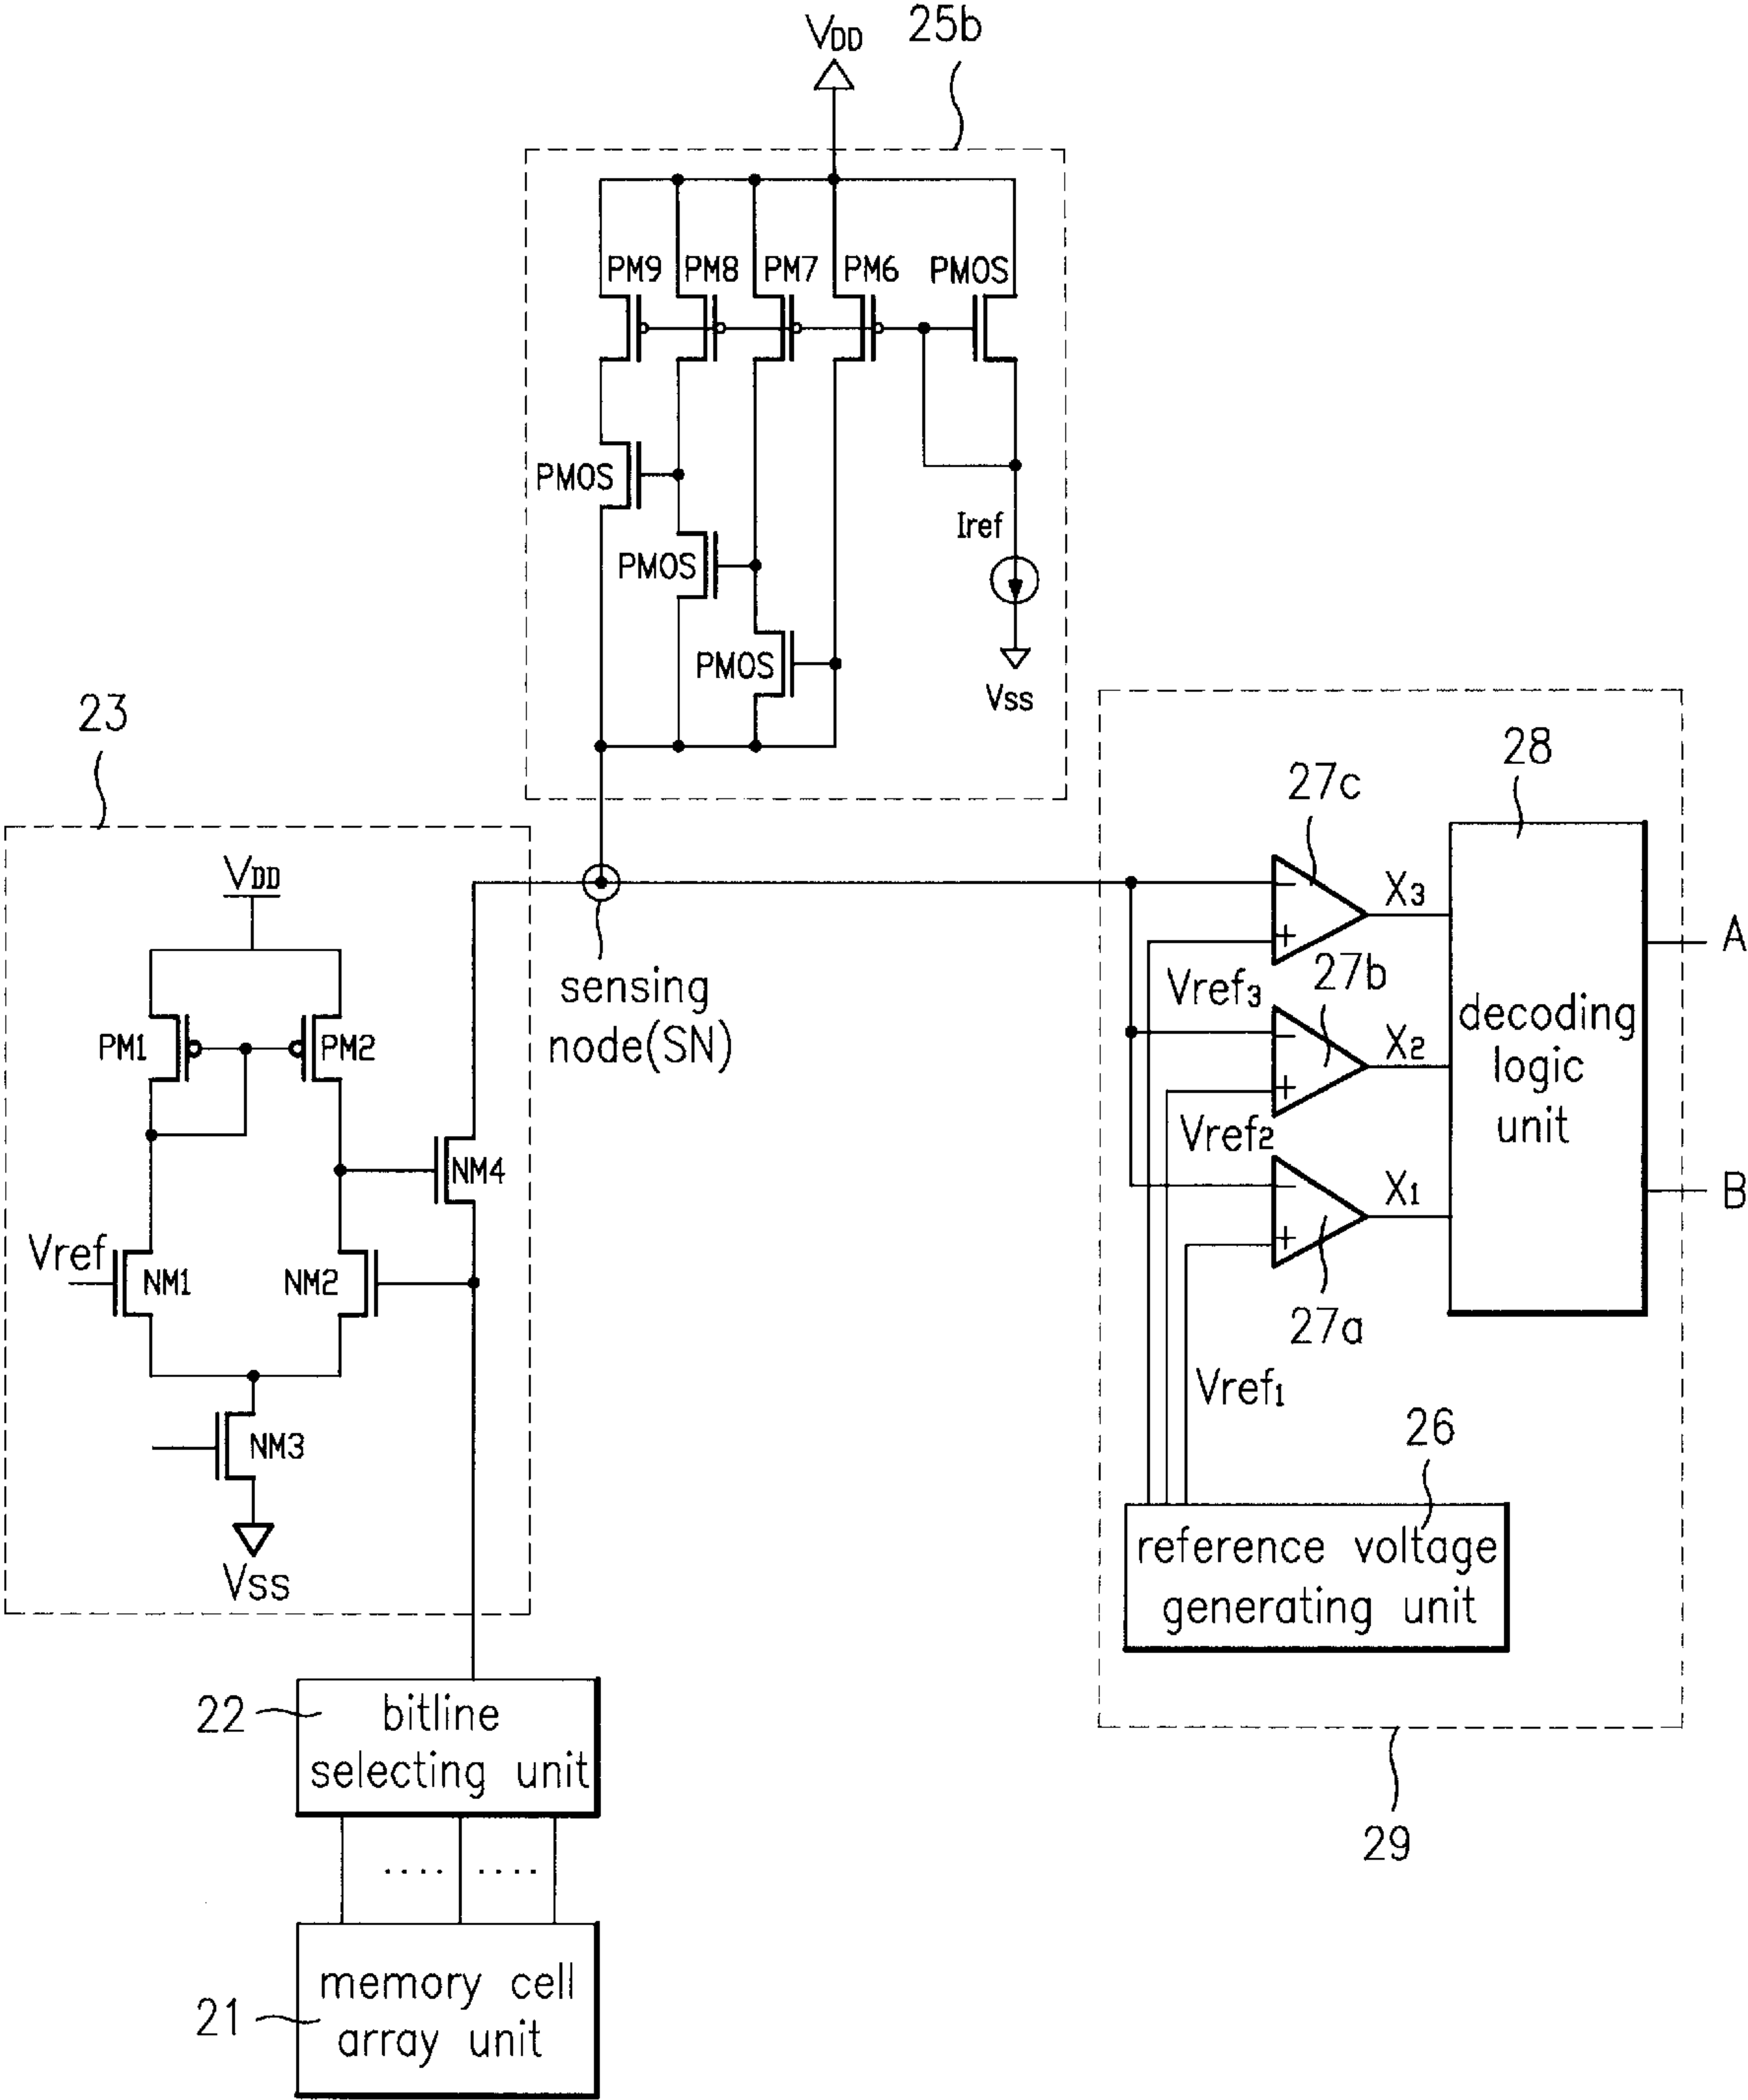 VDD
25b
PM9
PM8
PM7
PM6
PMOS
PMOS
PMOS
PMOS
Iref
Vss
23
VDD
PM1
PM2
NM4
Vref
NM1
NM2
NM3
Vss
sensing
node(SN)
27c
28
X3
A
Vref3
27b
X2
decoding
logic
unit
Vref2
X1
B
27a
Vref1
26
reference voltage
generating unit
29
22
bitline
selecting unit
.... ....
21
memory cell
array unit